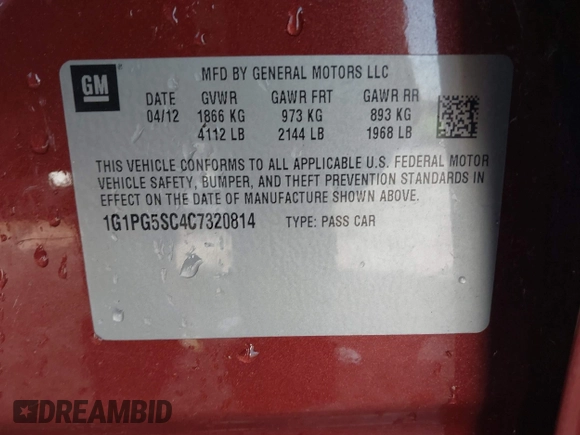 GM
MFD BY GENERAL MOTORS LLC
DATE GVWR GAWR FRT GAWR RR
04/12 1866 KG 973 KG 893 KG
4112 LB 2144 LB 1968 LB
THIS VEHICLE CONFORMS TO ALL APPLICABLE U.S. FEDERAL MOTOR
VEHICLE SAFETY, BUMPER, AND THEFT PREVENTION STANDARDS IN
EFFECT ON THE DATE OF MANUFACTURE SHOWN ABOVE.
1G1PG5SC4C7320814 TYPE: PASS CAR
DREAMBID